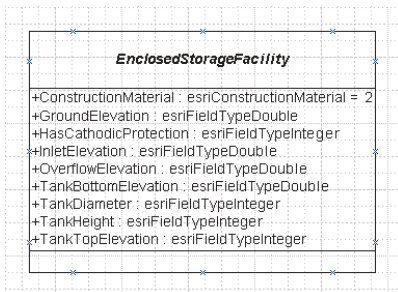 EnclosedStorageFacility
+ConstructionMaterial : esriConstructionMaterial = 2
+GroundElevation : esriFieldTypeDouble
+HasCathodicProtection : esriFieldTypeInteger
+InletElevation : esriFieldTypeDouble
+OverflowElevation : esriFieldTypeDouble
+TankBottomElevation : esriFieldTypeDouble
+TankDiameter : esriFieldTypeInteger
+TankHeight : esriFieldTypeInteger
+TankTopElevation : esriFieldTypeInteger